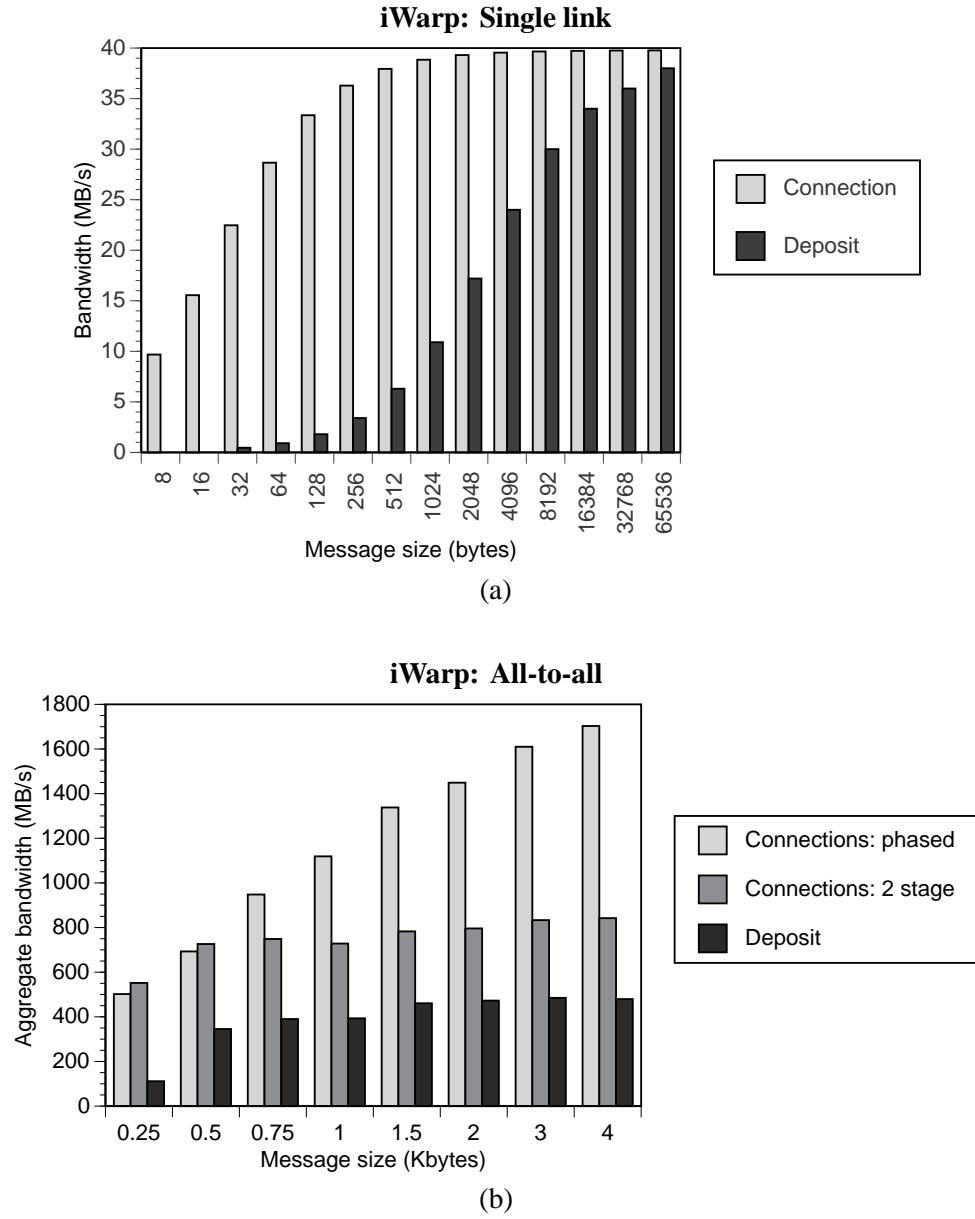 iWarp: Single link
40
35
30
25
20
15
10
5
0
Bandwidth (MB/s)
8
16
32
64
128
256
512
1024
2048
4096
8192
16384
32768
65536
Message size (bytes)
Connection
Deposit
(a)
iWarp: All-to-all
1800
1600
1400
1200
1000
800
600
400
200
0
Aggregate bandwidth (MB/s)
0.25 0.5 0.75 1 1.5 2 3 4
Message size (Kbytes)
Connections: phased
Connections: 2 stage
Deposit
(b)